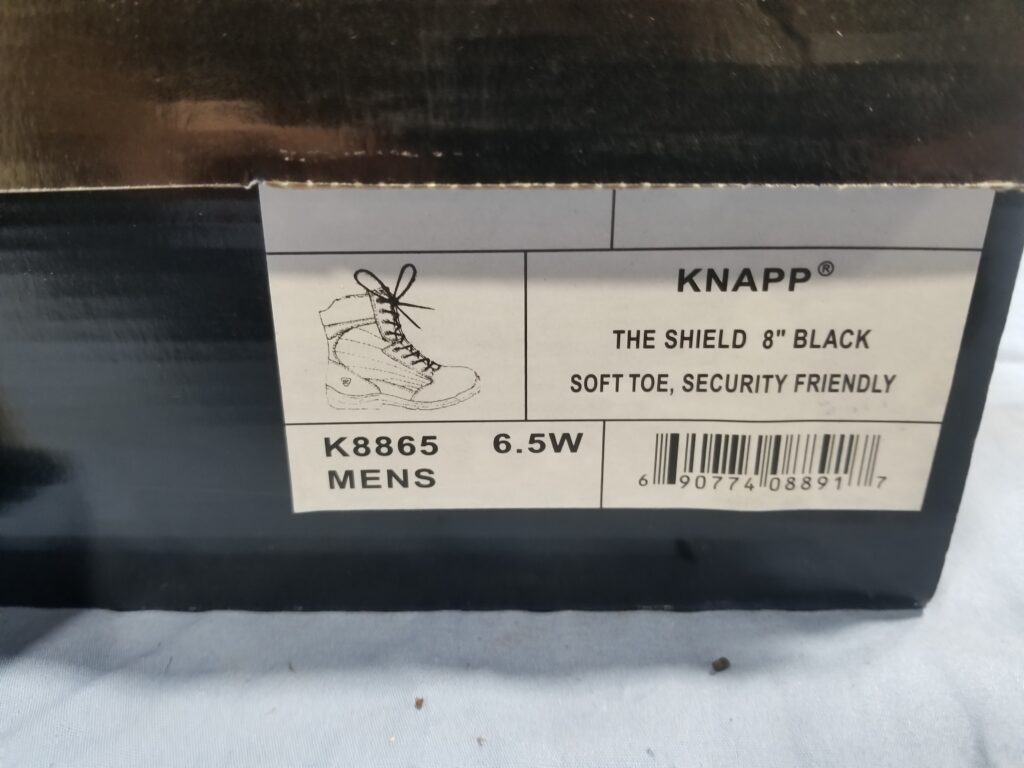 KNAPP®
THE SHIELD 8" BLACK
SOFT TOE, SECURITY FRIENDLY
K8865 6.5W
MENS
6 90774 08891 7